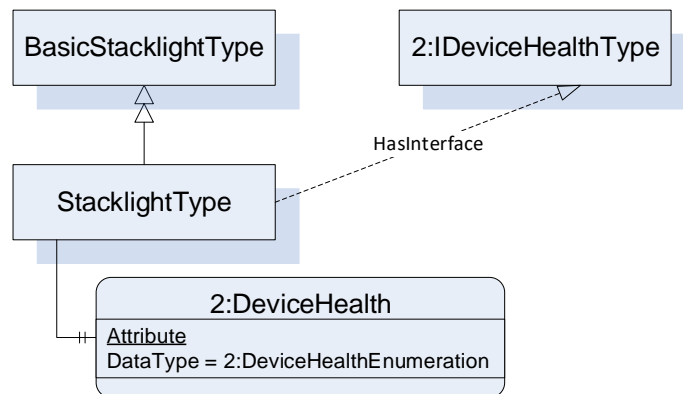 BasicStacklightType
2:IDeviceHealthType
HasInterface
StacklightType
2:DeviceHealth
Attribute
DataType = 2:DeviceHealthEnumeration